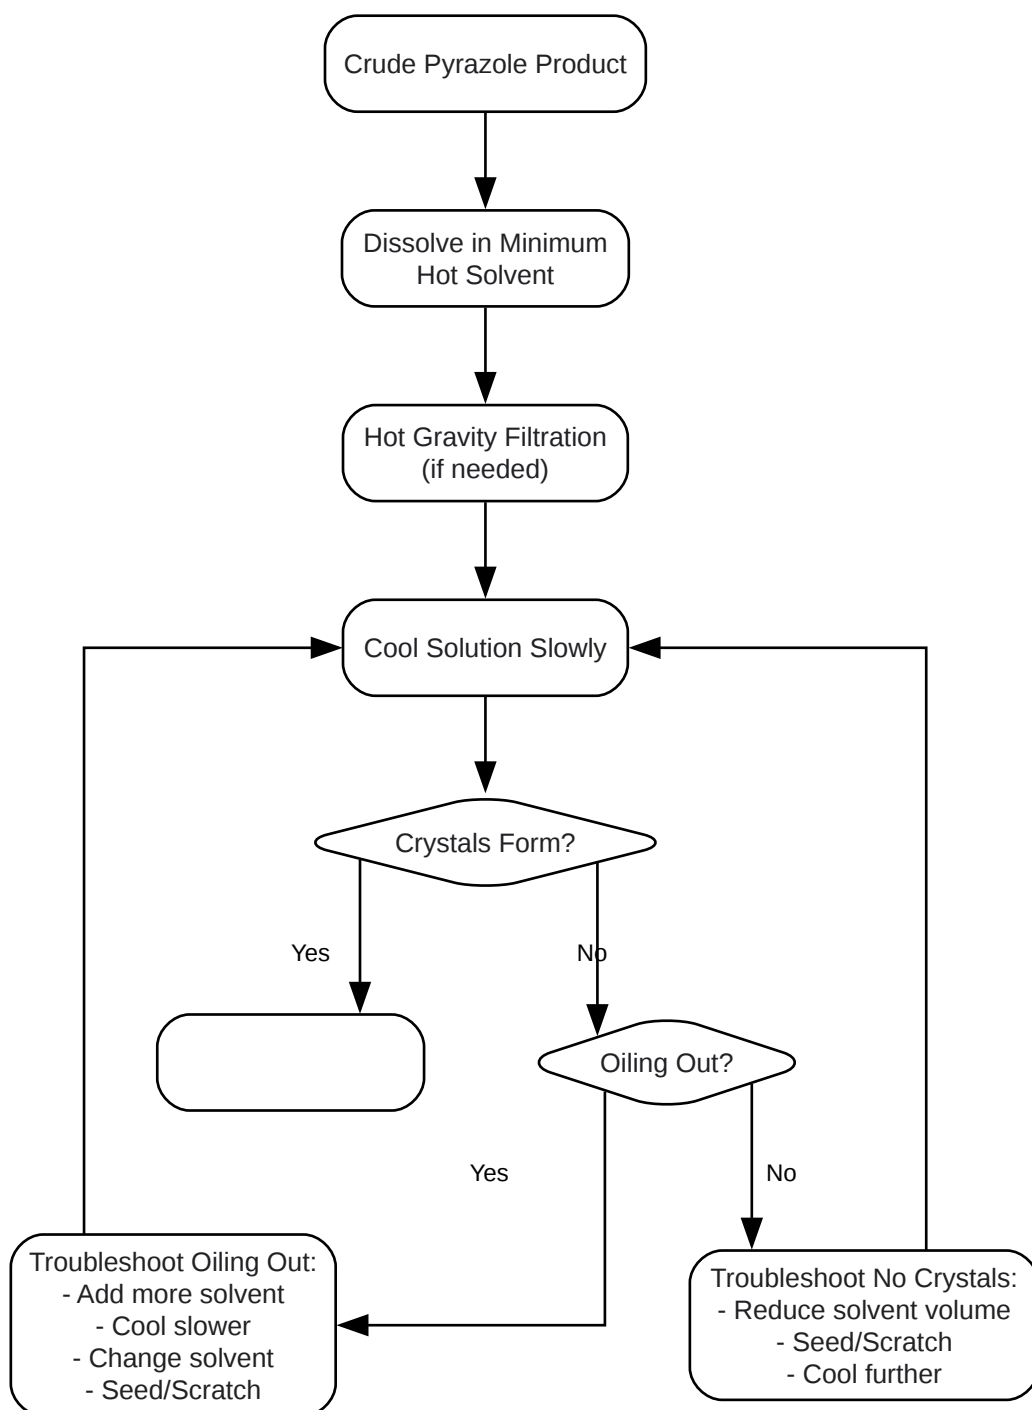 Crude Pyrazole Product
Dissolve in Minimum
Hot Solvent
Hot Gravity Filtration
(if needed)
Cool Solution Slowly
Crystals Form?
Yes
No
Oiling Out?
Yes
No
Troubleshoot Oiling Out:
- Add more solvent
- Cool slower
- Change solvent
- Seed/Scratch
Troubleshoot No Crystals:
- Reduce solvent volume
- Seed/Scratch
- Cool further